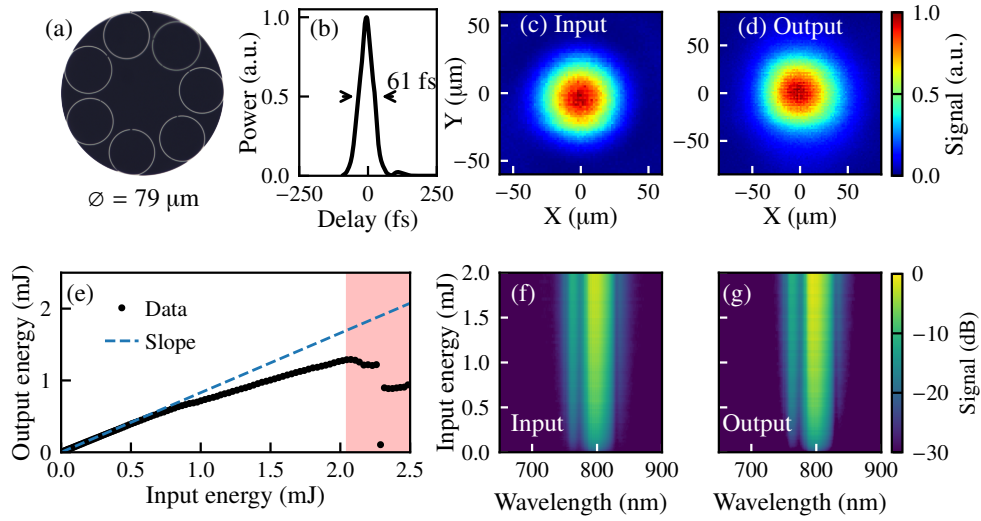 (a)
∅ = 79 μm
(b)
61 fs
Power (a.u.)
1.0
0.5
0.0
−250
0
250
Delay (fs)
(c) Input
Y (μm)
50
0
−50
−50
0
50
X (μm)
(d) Output
50
0
−50
−50
0
50
X (μm)
1.0
0.5
0.0
Signal (a.u.)
(e)
Data
Slope
Output energy (mJ)
2
1
0
0.0
0.5
1.0
1.5
2.0
2.5
Input energy (mJ)
(f)
Input
Input energy (mJ)
2.0
1.5
1.0
0.5
0.0
700
800
900
Wavelength (nm)
(g)
Output
700
800
900
Wavelength (nm)
0
−10
−20
−30
Signal (dB)